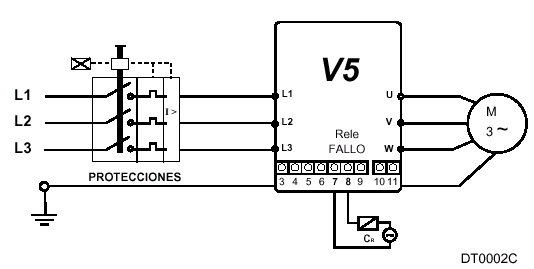 V5
L1
L2
L3
I >
L1
L2
L3
U
V
W
M
3 ~
Rele
FALLO
PROTECCIONES
3 4 5 6 7 8 9 10 11
CR
DT0002C